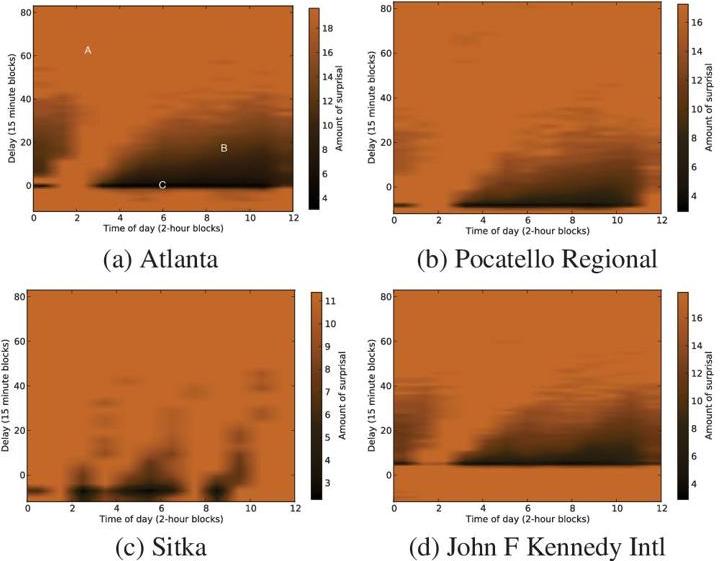 80
60
40
20
0
Delay (15 minute blocks)
A
B
C
0 2 4 6 8 10 12
Time of day (2-hour blocks)
18
16
14
12
10
8
6
4
Amount of surprisal
(a) Atlanta
80
60
40
20
0
Delay (15 minute blocks)
0 2 4 6 8 10 12
Time of day (2-hour blocks)
16
14
12
10
8
6
4
Amount of surprisal
(b) Pocatello Regional
80
60
40
20
0
Delay (15 minute blocks)
0 2 4 6 8 10 12
Time of day (2-hour blocks)
11
10
9
8
7
6
5
4
3
Amount of surprisal
(c) Sitka
80
60
40
20
0
Delay (15 minute blocks)
0 2 4 6 8 10 12
Time of day (2-hour blocks)
16
14
12
10
8
6
4
Amount of surprisal
(d) John F Kennedy Intl